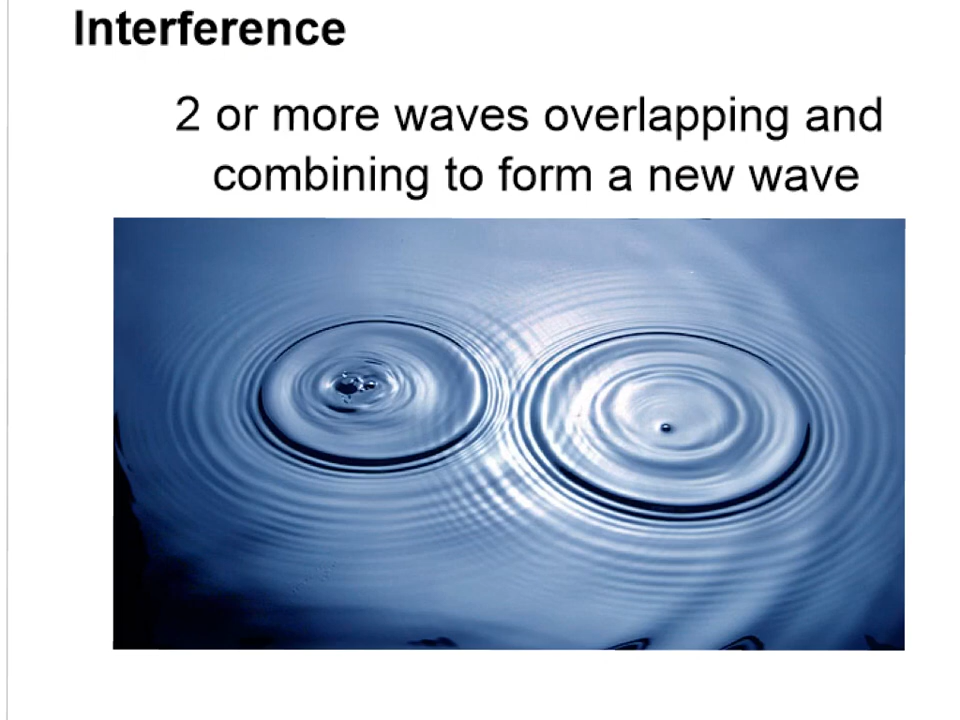 Interference
2 or more waves overlapping and
combining to form a new wave